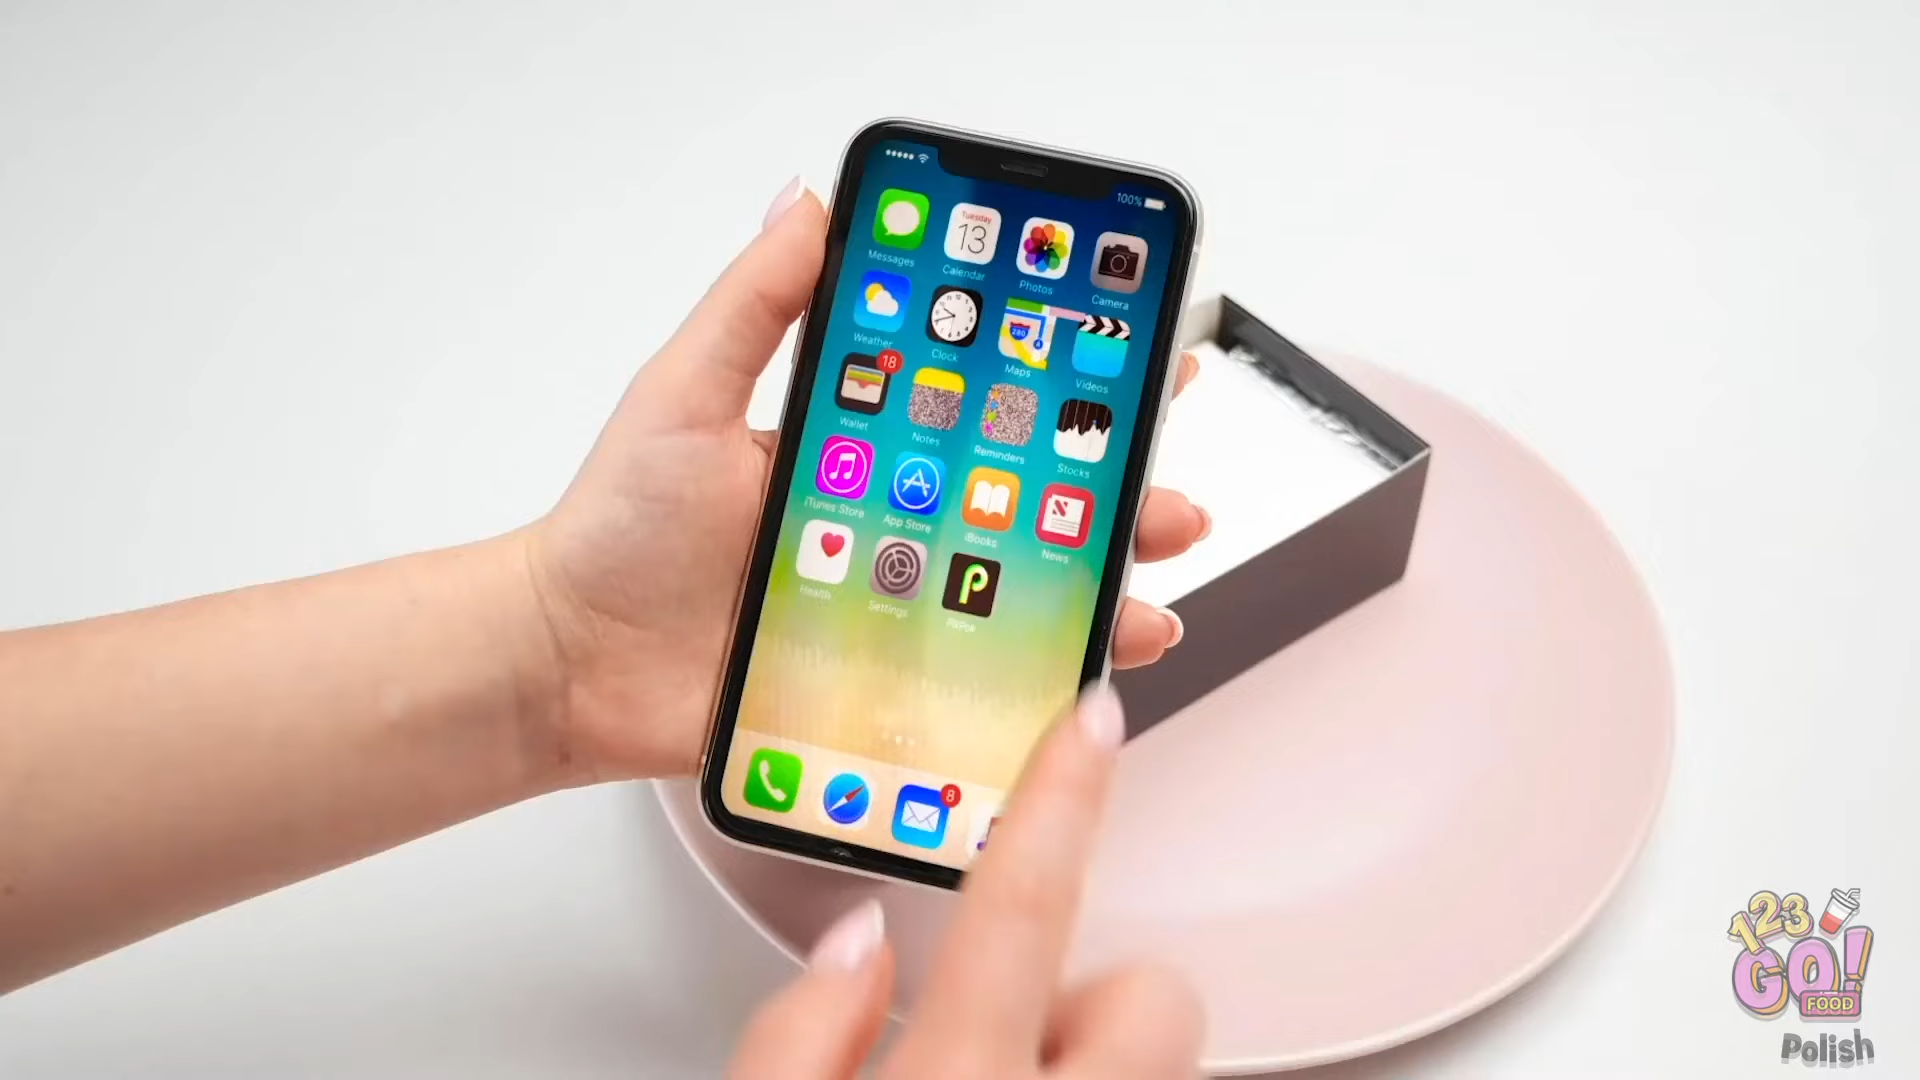 100%
Tuesday
13
Messages
Calendar
Photos
Camera
280
Weather
Clock
Maps
Videos
18
Wallet
Notes
Reminders
Stocks
iTunes Store
App Store
iBooks
News
Health
Settings
8
123
GO!
FOOD
Polish